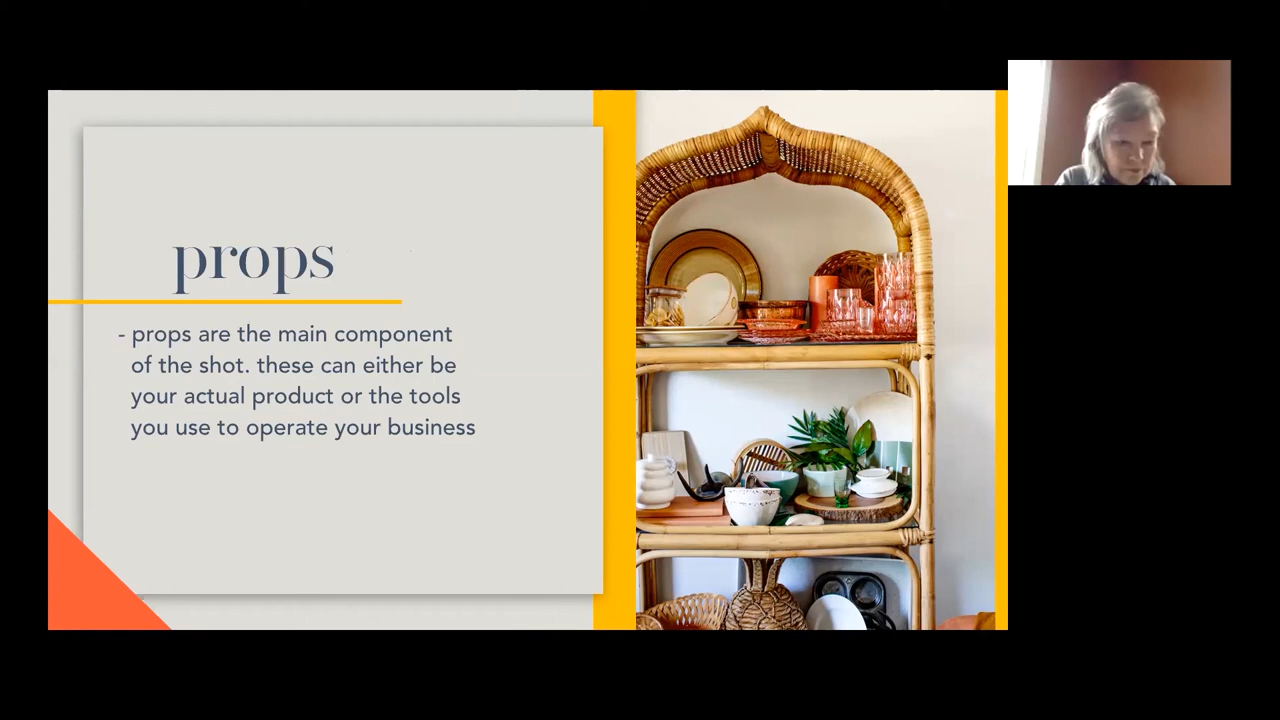 props
- props are the main component
of the shot. these can either be
your actual product or the tools
you use to operate your business